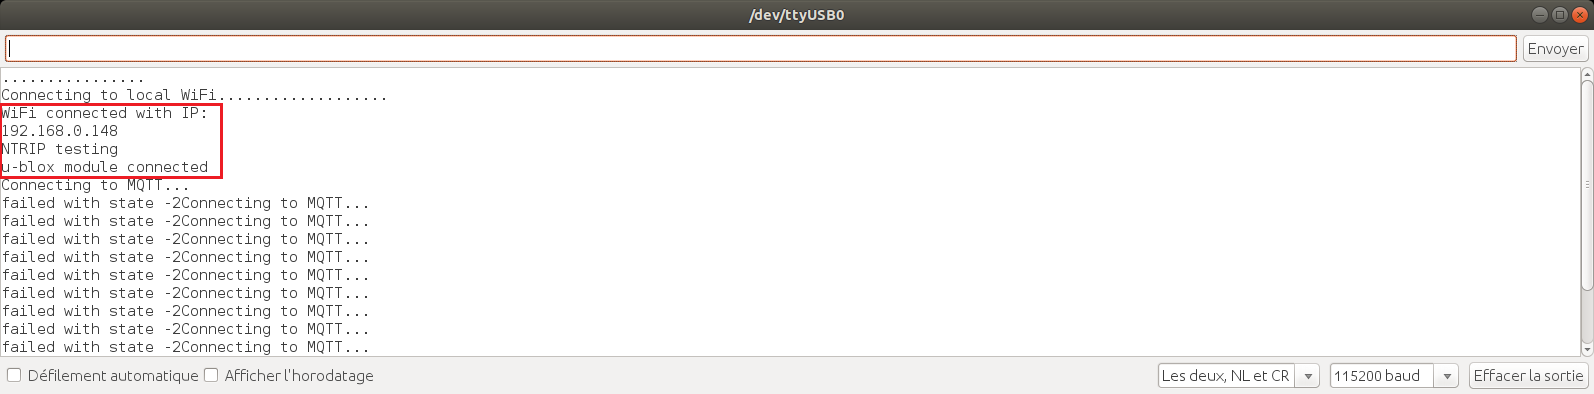 /dev/ttyUSB0
Envoyer
................
Connecting to local WiFi...................
WiFi connected with IP:
192.168.0.148
NTRIP testing
u-blox module connected
Connecting to MQTT...
failed with state -2Connecting to MQTT...
failed with state -2Connecting to MQTT...
failed with state -2Connecting to MQTT...
failed with state -2Connecting to MQTT...
failed with state -2Connecting to MQTT...
failed with state -2Connecting to MQTT...
failed with state -2Connecting to MQTT...
failed with state -2Connecting to MQTT...
failed with state -2Connecting to MQTT...
Défilement automatique Afficher l'horodatage Les deux, NL et CR 115200 baud Effacer la sortie